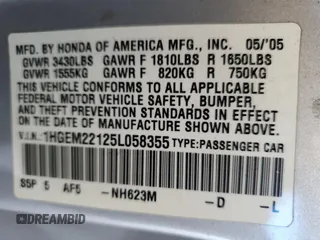 MFD. BY HONDA OF AMERICA MFG., INC. 05/'05
GVWR 3430LBS GAWR F 1810LBS R 1650LBS
GVWR 1555KG GAWR F 820KG R 750KG
THIS VEHICLE CONFORMS TO ALL APPLICABLE
FEDERAL MOTOR VEHICLE SAFETY, BUMPER,
AND THEFT PREVENTION STANDARDS IN EFFECT
ON THE DATE OF MANUFACTURE SHOWN ABOVE.
V.I.N.: 1HGEM22125L058355 TYPE:PASSENGER CAR
S5P 5 AF5 -NH623M -D -L
DREAMBID